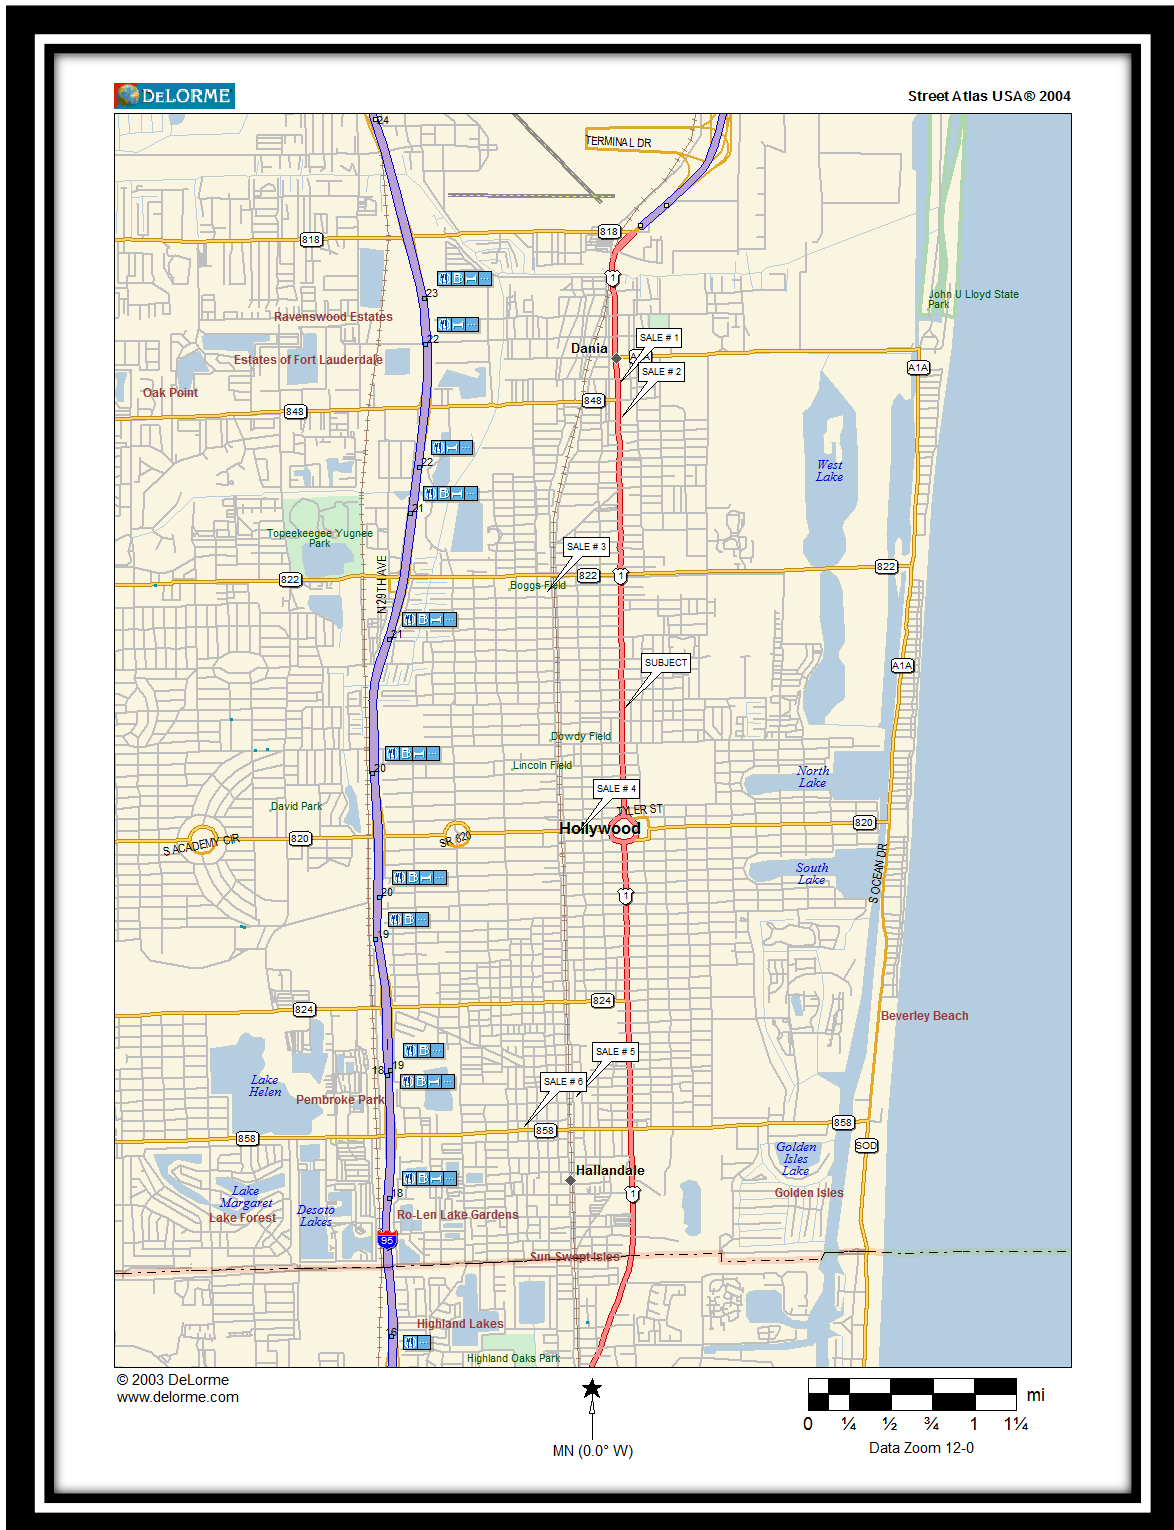 DELORME
Street Atlas USA® 2004
24
TERMINAL DR
818
818
1
23
John U Lloyd State
Park
Ravenswood Estates
22
SALE # 1
Dania
Estates of Fort Lauderdale
SALE # 2
A1A
Oak Point
848
848
22
West
Lake
21
Topeekeegee Yugnee
Park
SALE # 3
N 29TH AVE
822
Boggs Field
822
1
822
21
SUBJECT
A1A
Dowdy Field
Lincoln Field
20
North
Lake
SALE # 4
David Park
TYLER ST
Hollywood
820
S ACADEMY CIR
820
SR 820
South
Lake
S OCEAN DR
20
1
19
824
824
Beverley Beach
SALE # 5
18
19
SALE # 6
Lake
Helen
Pembroke Park
858
858
858
SOD
Golden
Isles
Lake
Hallandale
Golden Isles
1
18
Lake
Margaret
Lake Forest
Desoto
Lakes
Ro-Len Lake Gardens
95
Sun Swept Isles
Highland Lakes
16
Highland Oaks Park
© 2003 DeLorme
www.delorme.com
MN (0.0° W)
mi
0 ¼ ½ ¾ 1 1¼
Data Zoom 12-0